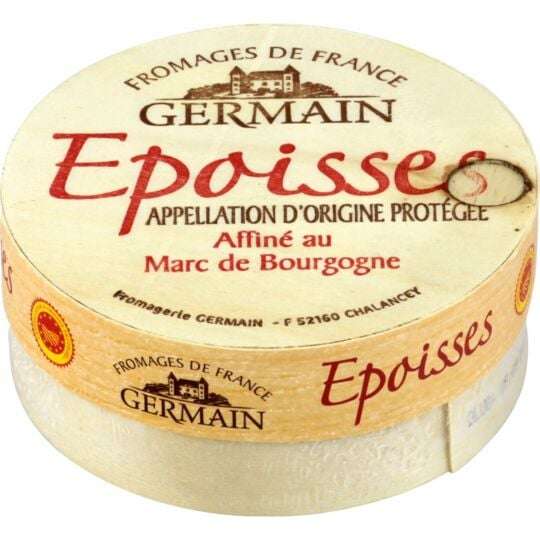 FROMAGES DE FRANCE
GERMAIN
Epoisses
APPELLATION D'ORIGINE PROTÉGÉE
Affiné au
Marc de Bourgogne
Fromagerie GERMAIN - F 52160 CHALANCEY
FROMAGES DE FRANCE
GERMAIN
Epoisses